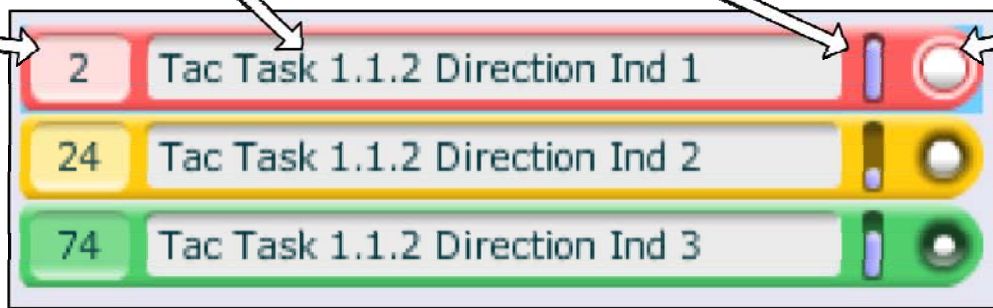 2 Tac Task 1.1.2 Direction Ind 1
24 Tac Task 1.1.2 Direction Ind 2
74 Tac Task 1.1.2 Direction Ind 3